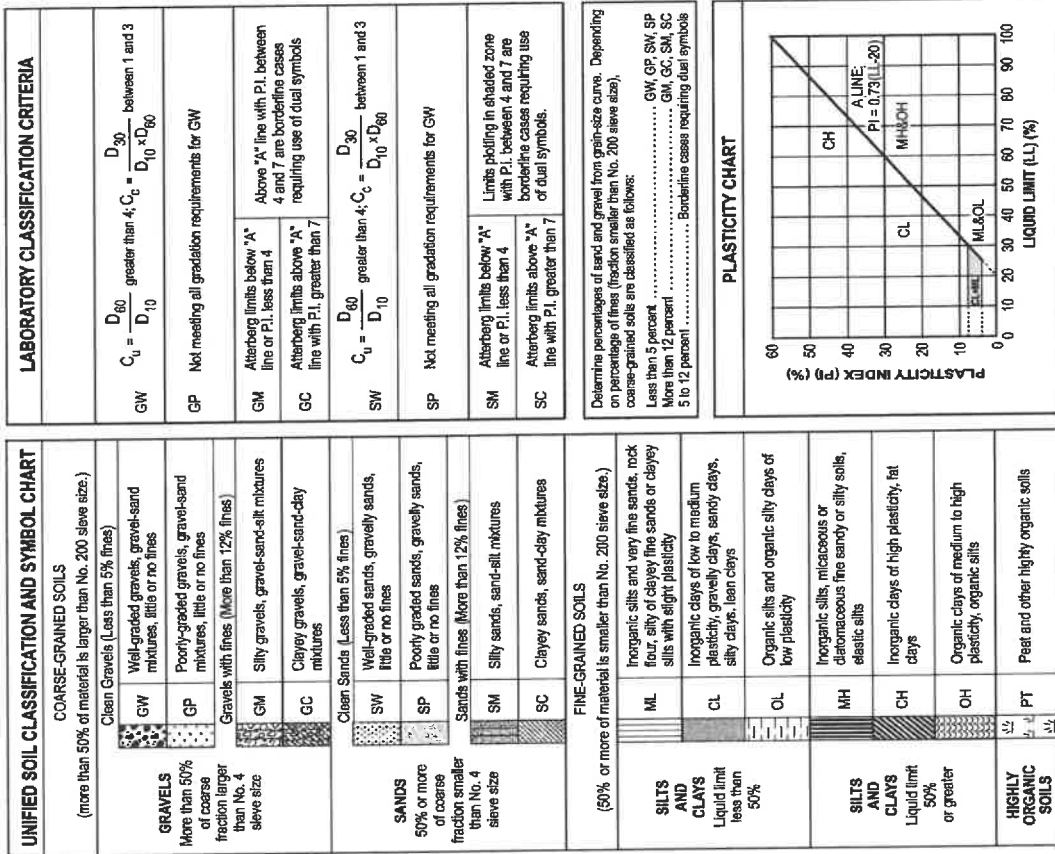 UNIFIED SOIL CLASSIFICATION AND SYMBOL CHART
COARSE-GRAINED SOILS
(more than 50% of material is larger than No. 200 sieve size.)
GRAVELS
More than 50%
of coarse
fraction larger
than No. 4
sieve size
Clean Gravels (Less than 5% fines)
GW
Well-graded gravels, gravel-sand
mixtures, little or no fines
GP
Poorly-graded gravels, gravel-sand
mixtures, little or no fines
Gravels with fines (More than 12% fines)
GM
Silty gravels, gravel-sand-silt mixtures
GC
Clayey gravels, gravel-sand-clay
mixtures
SANDS
50% or more
of coarse
fraction smaller
than No. 4
sieve size
Clean Sands (Less than 5% fines)
SW
Well-graded sands, gravelly sands,
little or no fines
SP
Poorly graded sands, gravelly sands,
little or no fines
Sands with fines (More than 12% fines)
SM
Silty sands, sand-silt mixtures
SC
Clayey sands, sand-clay mixtures
FINE-GRAINED SOILS
(50% or more of material is smaller than No. 200 sieve size.)
SILTS
AND
CLAYS
Liquid limit
less than
50%
ML
Inorganic silts and very fine sands, rock
flour, silty of clayey fine sands or clayey
silts with slight plasticity
CL
Inorganic clays of low to medium
plasticity, gravelly clays, sandy clays,
silty clays, lean clays
OL
Organic silts and organic silty clays of
low plasticity
SILTS
AND
CLAYS
Liquid limit
50%
or greater
MH
Inorganic silts, micaceous or
diatomaceous fine sandy or silty soils,
elastic silts
CH
Inorganic clays of high plasticity, fat
clays
OH
Organic clays of medium to high
plasticity, organic silts
HIGHLY
ORGANIC
SOILS
PT
Peat and other highly organic soils
LABORATORY CLASSIFICATION CRITERIA
GW
Cu = D60 / D10 greater than 4; Cc = D30 / D10 x D60 between 1 and 3
GP
Not meeting all gradation requirements for GW
GM
Atterberg limits below "A"
line or P.I. less than 4
GC
Atterberg limits above "A"
line with P.I. greater than 7
Above "A" line with P.I. between
4 and 7 are borderline cases
requiring use of dual symbols
SW
Cu = D60 / D10 greater than 4; Cc = D30 / D10 x D60 between 1 and 3
SP
Not meeting all gradation requirements for GW
SM
Atterberg limits below "A"
line or P.I. less than 4
SC
Atterberg limits above "A"
line with P.I. greater than 7
Limits plotting in shaded zone
with P.I. between 4 and 7 are
borderline cases requiring use
of dual symbols.
Determine percentages of sand and gravel from grain-size curve. Depending
on percentage of fines (fraction smaller than No. 200 sieve size),
coarse-grained soils are classified as follows:
Less than 5 percent ........ GW, GP, SW, SP
More than 12 percent ........ GM, GC, SM, SC
5 to 12 percent ........ Borderline cases requiring dual symbols
PLASTICITY CHART
PLASTICITY INDEX (PI) (%)
60
50
40
30
20
10
0
CH
A LINE:
PI = 0.73(LL-20)
CL
MH&OH
CL+ML
ML&OL
0 10 20 30 40 50 60 70 80 90 100
LIQUID LIMIT (LL) (%)